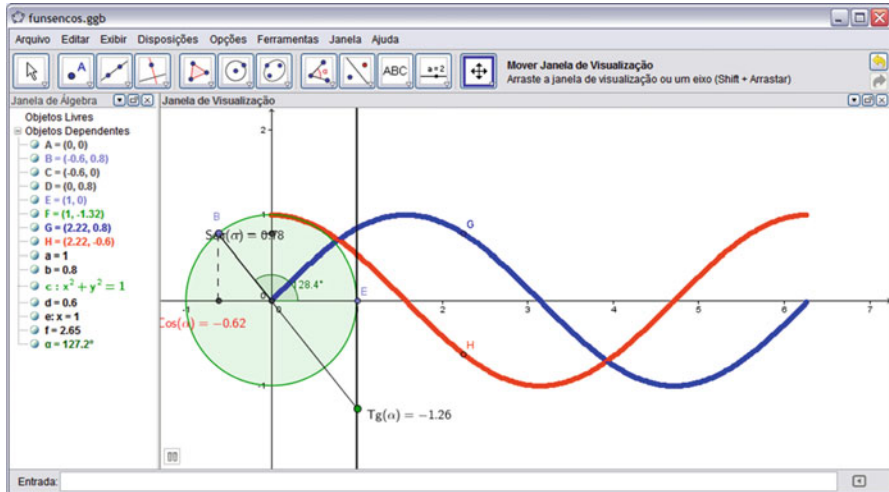 funsencos.ggb
Arquivo Editar Exibir Disposições Opções Ferramentas Janela Ajuda
A
ABC
a=2
Mover Janela de Visualização
Arraste a janela de visualização ou um eixo (Shift + Arrastar)
Janela de Álgebra
Janela de Visualização
Objetos Livres
Objetos Dependentes
A = (0, 0)
B = (-0.6, 0.8)
C = (-0.6, 0)
D = (0, 0.8)
E = (1, 0)
F = (1, -1.32)
G = (2.22, 0.8)
H = (2.22, -0.6)
a = 1
b = 0.8
c : x² + y² = 1
d = 0.6
e: x = 1
f = 2.65
α = 127.2°
2
1
B
G
28.4°
E
0
-1
0
1
2
3
4
5
6
7
Cos(α) = −0.62
H
-1
Tg(α) = −1.26
Entrada: